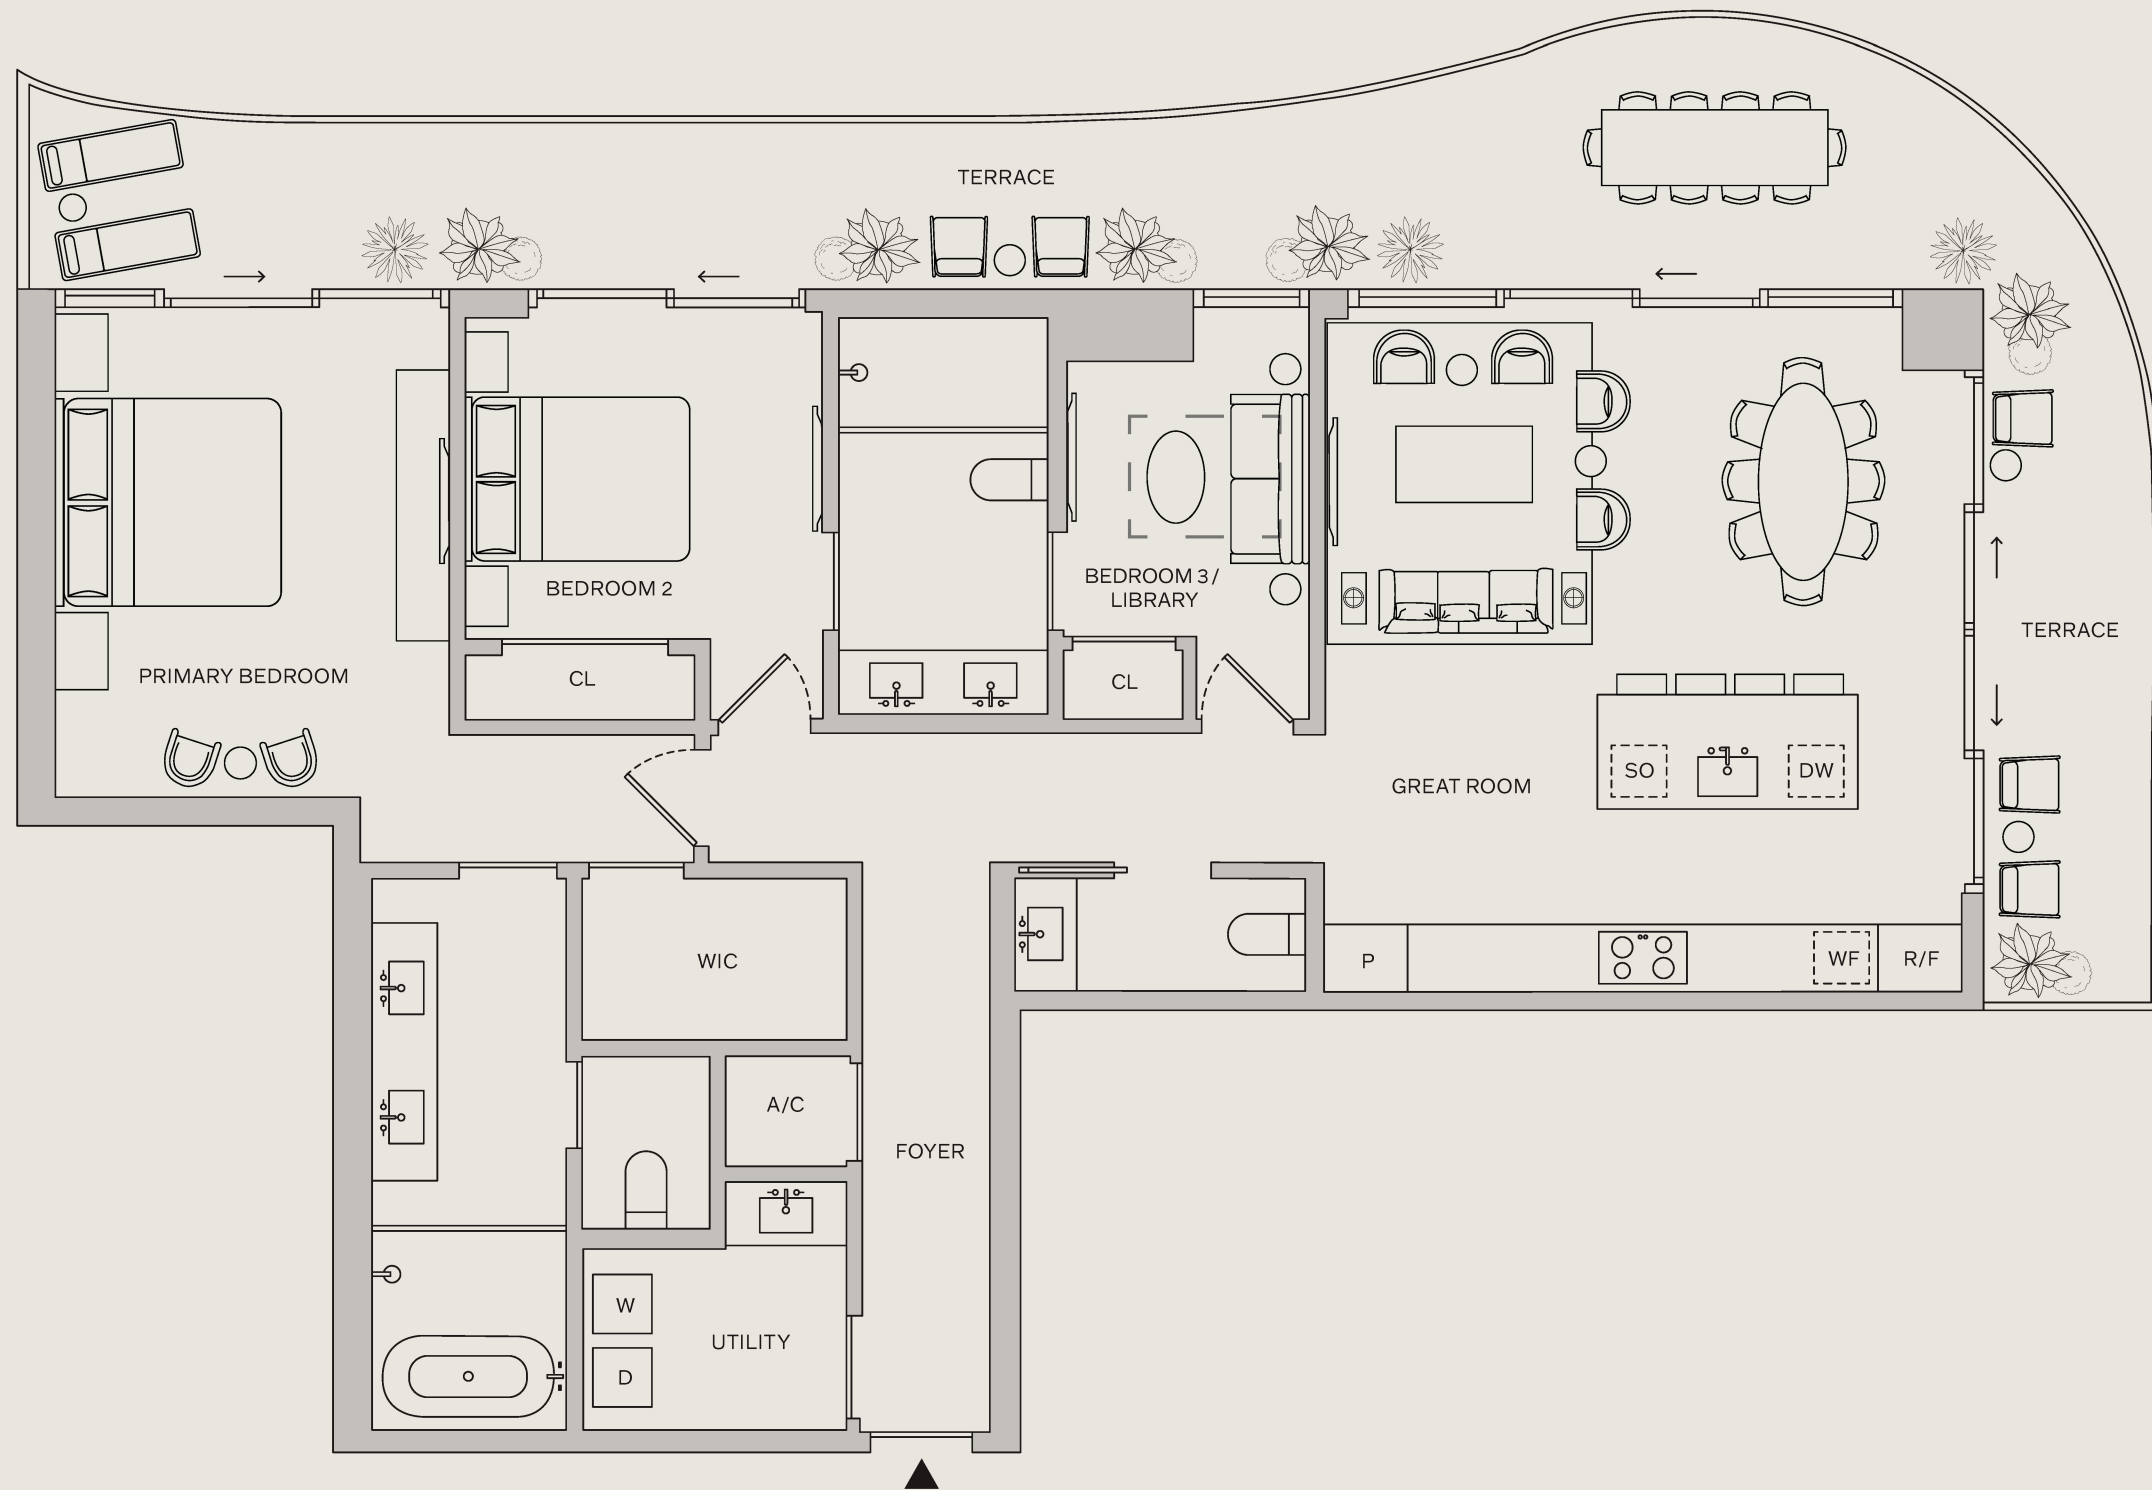 TERRACE
BEDROOM 2
BEDROOM 3/
LIBRARY
TERRACE
PRIMARY BEDROOM
CL
CL
GREAT ROOM
SO
DW
WIC
P
WF
R/F
A/C
FOYER
W
UTILITY
D